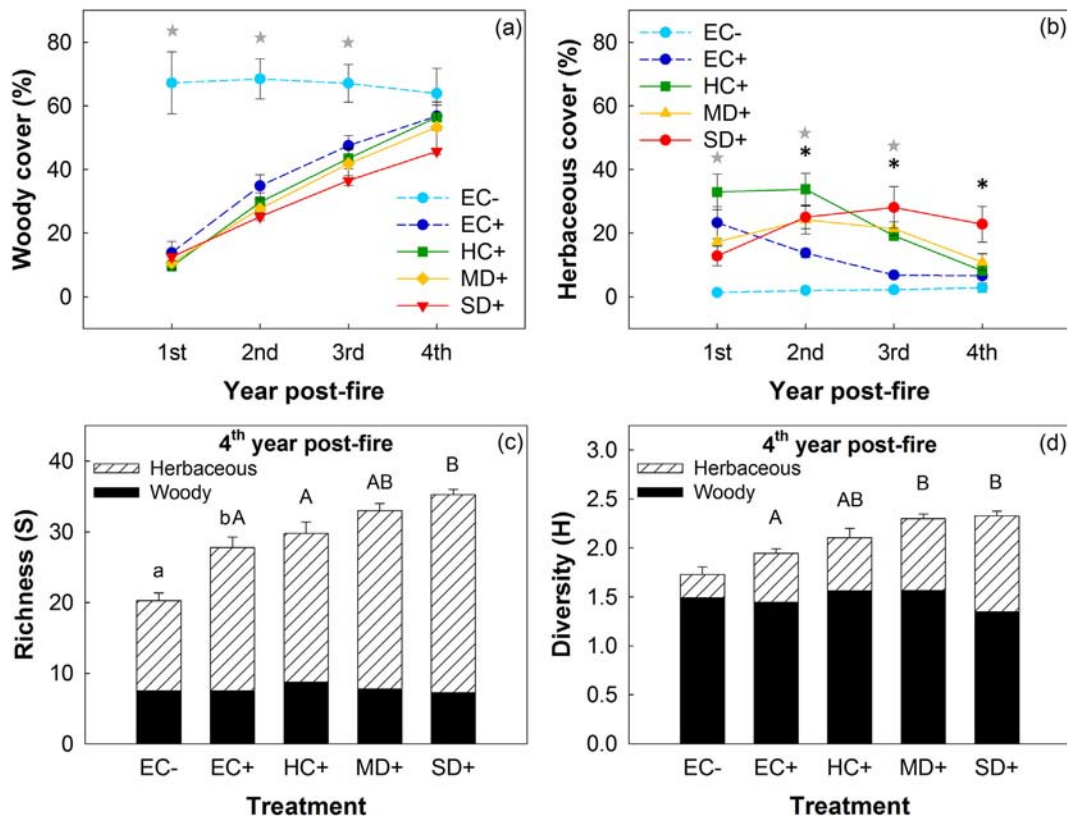 (a)
Woody cover (%)
80
60
40
20
0
EC-
EC+
HC+
MD+
SD+
1st 2nd 3rd 4th
Year post-fire
(b)
Herbaceous cover (%)
80
60
40
20
0
EC-
EC+
HC+
MD+
SD+
* * *
1st 2nd 3rd 4th
Year post-fire
4th year post-fire (c)
Herbaceous
Woody
Richness (S)
40
30
20
10
0
a bA A AB B
EC- EC+ HC+ MD+ SD+
Treatment
4th year post-fire (d)
Herbaceous
Woody
Diversity (H)
3.0
2.5
2.0
1.5
1.0
0.5
0.0
A AB B B
EC- EC+ HC+ MD+ SD+
Treatment